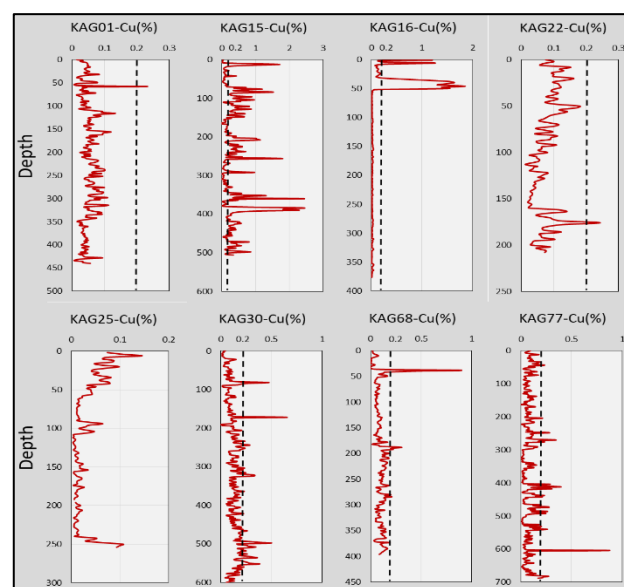 KAG01-Cu(%) KAG15-Cu(%) KAG16-Cu(%) KAG22-Cu(%)
0 0.1 0.2 0.3 0 0.2 1 2 3 0 0.2 1 2 0 0.1 0.2 0.3
Depth
0 50 100 150 200 250 300 350 400 450 500
0 100 200 300 400 500 600
0 50 100 150 200 250 300 350 400
0 50 100 150 200 250
KAG25-Cu(%) KAG30-Cu(%) KAG68-Cu(%) KAG77-Cu(%)
0 0.1 0.2 0 0.2 0.5 1 0 0.2 0.5 1 0 0.2 0.5 1
Depth
0 50 100 150 200 250 300
0 100 200 300 400 500 600
0 50 100 150 200 250 300 350 400 450
0 100 200 300 400 500 600 700